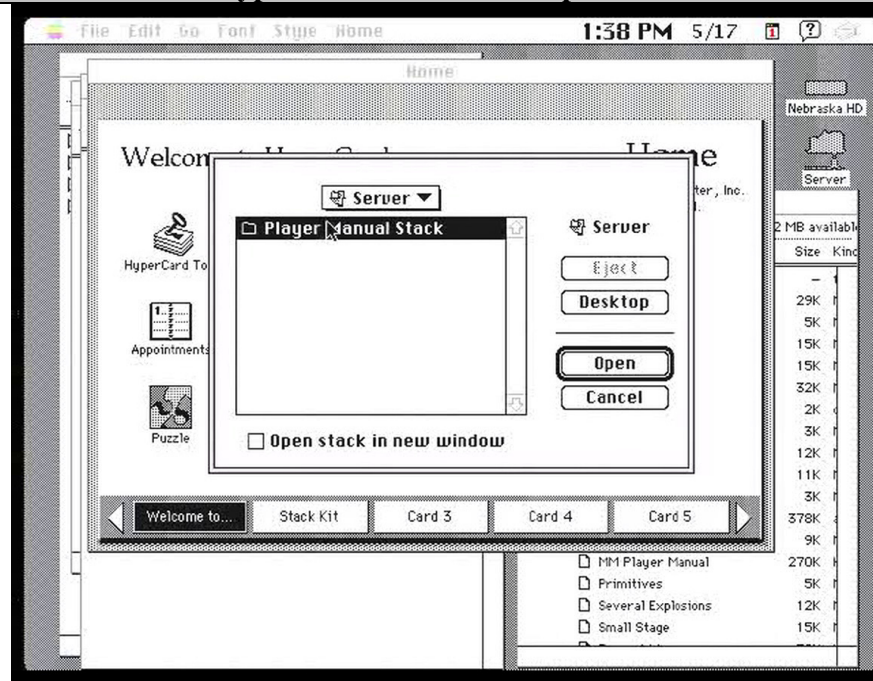 File Edit Go Font Style Home 1:38 PM 5/17
Home
Nebraska HD
Server
Welcom
Home
ter, Inc.
HyperCard To
Appointments
Puzzle
Server
Player Manual Stack
Server
Eject
Desktop
Open
Cancel
Open stack in new window
2 MB availabl
Size Kind
29K
5K
15K
15K
32K
2K
3K
12K
11K
3K
378K
9K
Welcome to... Stack Kit Card 3 Card 4 Card 5
MM Player Manual 270K
Primitives 5K
Several Explosions 12K
Small Stage 15K